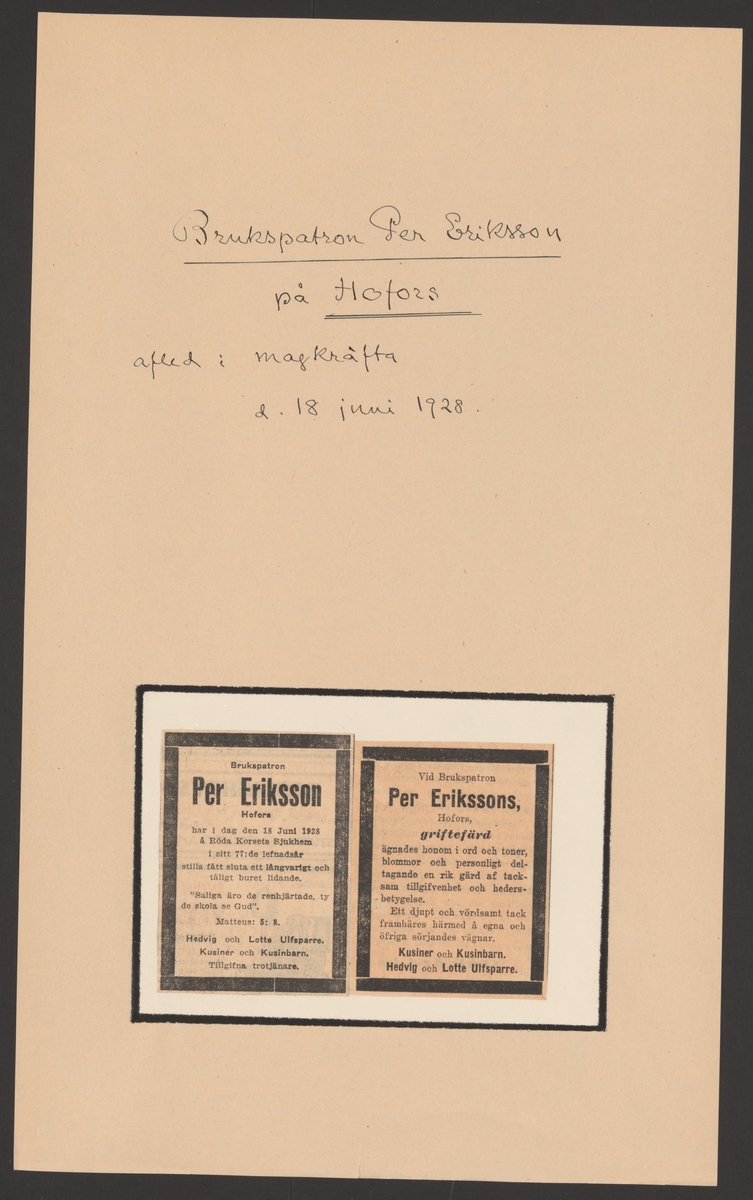 Brukspatron Per Eriksson
på Hofors
afled i magkräfta
d. 18 juni 1928.
Brukspatron
Per Eriksson
Hofors
har i dag den 18 Juni 1928
å Röda Korsets Sjukhem
i sitt 77:de lefnadsår
stilla fått sluta ett långvarigt och
tåligt buret lidande.
"Saliga äro de renhjärtade, ty
de skola se Gud".
Matteus: 5: 8.
Hedvig och Lotte Ulfsparre.
Kusiner och Kusinbarn.
Tillgifna trotjänare.
Vid Brukspatron
Per Erikssons,
Hofors,
griftefärd
ägnades honom i ord och toner,
blommor och personligt del-
tagande en rik gärd af tack-
sam tillgifvenhet och heders-
betygelse.
Ett djupt och vördsamt tack
frambäres härmed å egna och
öfriga sörjandes vägnar.
Kusiner och Kusinbarn.
Hedvig och Lotte Ulfsparre.